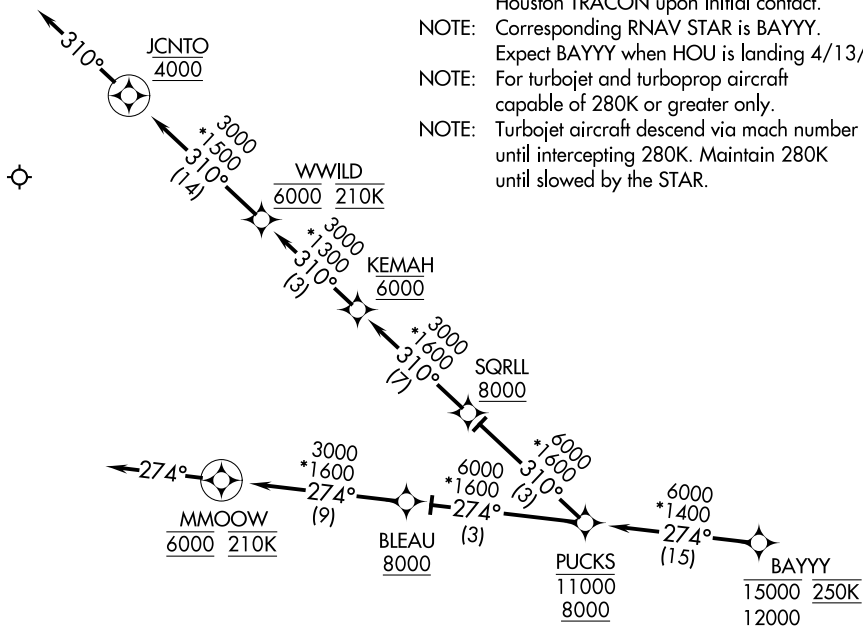 Houston TRACON upon initial contact.
NOTE: Corresponding RNAV STAR is BAYYY.
Expect BAYYY when HOU is landing 4/13/
NOTE: For turbojet and turboprop aircraft
capable of 280K or greater only.
NOTE: Turbojet aircraft descend via mach number
until intercepting 280K. Maintain 280K
until slowed by the STAR.
310°
JCNTO
4000
3000
*1500
310°
(14)
WWILD
6000 210K
3000
*1300
310°
(3)
KEMAH
6000
3000
*1600
310°
(7)
SQRLL
8000
6000
*1600
310°
(3)
274°
MMOOW
6000 210K
3000
*1600
274°
(9)
BLEAU
8000
6000
*1600
274°
(3)
PUCKS
11000
8000
6000
*1400
274°
(15)
BAYYY
15000 250K
12000